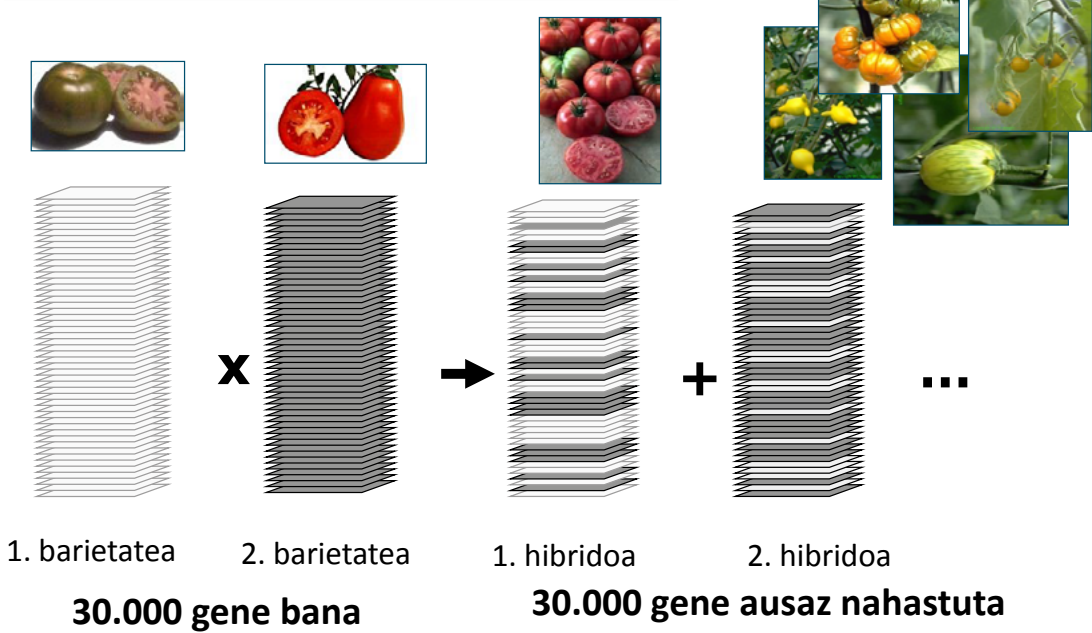 x
+
...
1. barietatea
2. barietatea
1. hibridoa
2. hibridoa
30.000 gene bana
30.000 gene ausaz nahastuta